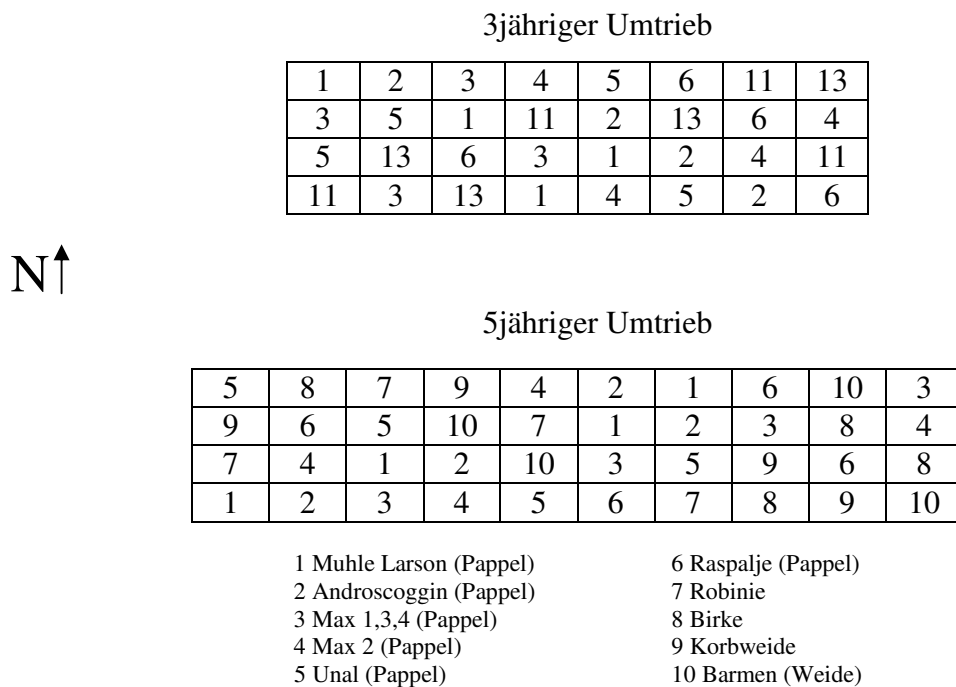 3jähriger Umtrieb
1 2 3 4 5 6 11 13
3 5 1 11 2 13 6 4
5 13 6 3 1 2 4 11
11 3 13 1 4 5 2 6
N
5jähriger Umtrieb
5 8 7 9 4 2 1 6 10 3
9 6 5 10 7 1 2 3 8 4
7 4 1 2 10 3 5 9 6 8
1 2 3 4 5 6 7 8 9 10
1 Muhle Larson (Pappel)
2 Androscoggin (Pappel)
3 Max 1,3,4 (Pappel)
4 Max 2 (Pappel)
5 Unal (Pappel)
6 Raspalje (Pappel)
7 Robinie
8 Birke
9 Korbweide
10 Barmen (Weide)